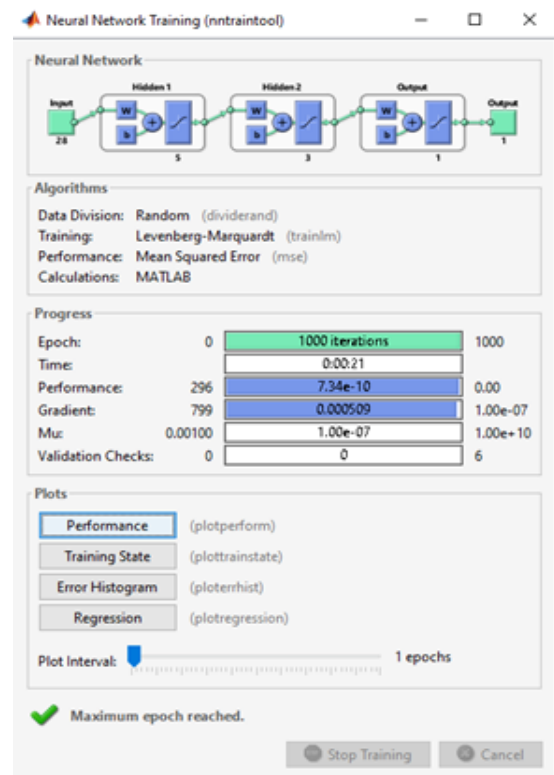 Neural Network Training (nntraintool)
Neural Network
Hidden 1 Hidden 2 Output
Input Output
W W W
b b b
28 5 3 1 1
Algorithms
Data Division: Random (dividerand)
Training: Levenberg-Marquardt (trainlm)
Performance: Mean Squared Error (mse)
Calculations: MATLAB
Progress
Epoch: 0 1000 iterations 1000
Time: 0:00:21
Performance: 296 7.34e-10 0.00
Gradient: 799 0.000509 1.00e-07
Mu: 0.00100 1.00e-07 1.00e+10
Validation Checks: 0 0 6
Plots
Performance (plotperform)
Training State (plottrainstate)
Error Histogram (ploterrhist)
Regression (plotregression)
Plot Interval: 1 epochs
Maximum epoch reached.
Stop Training Cancel